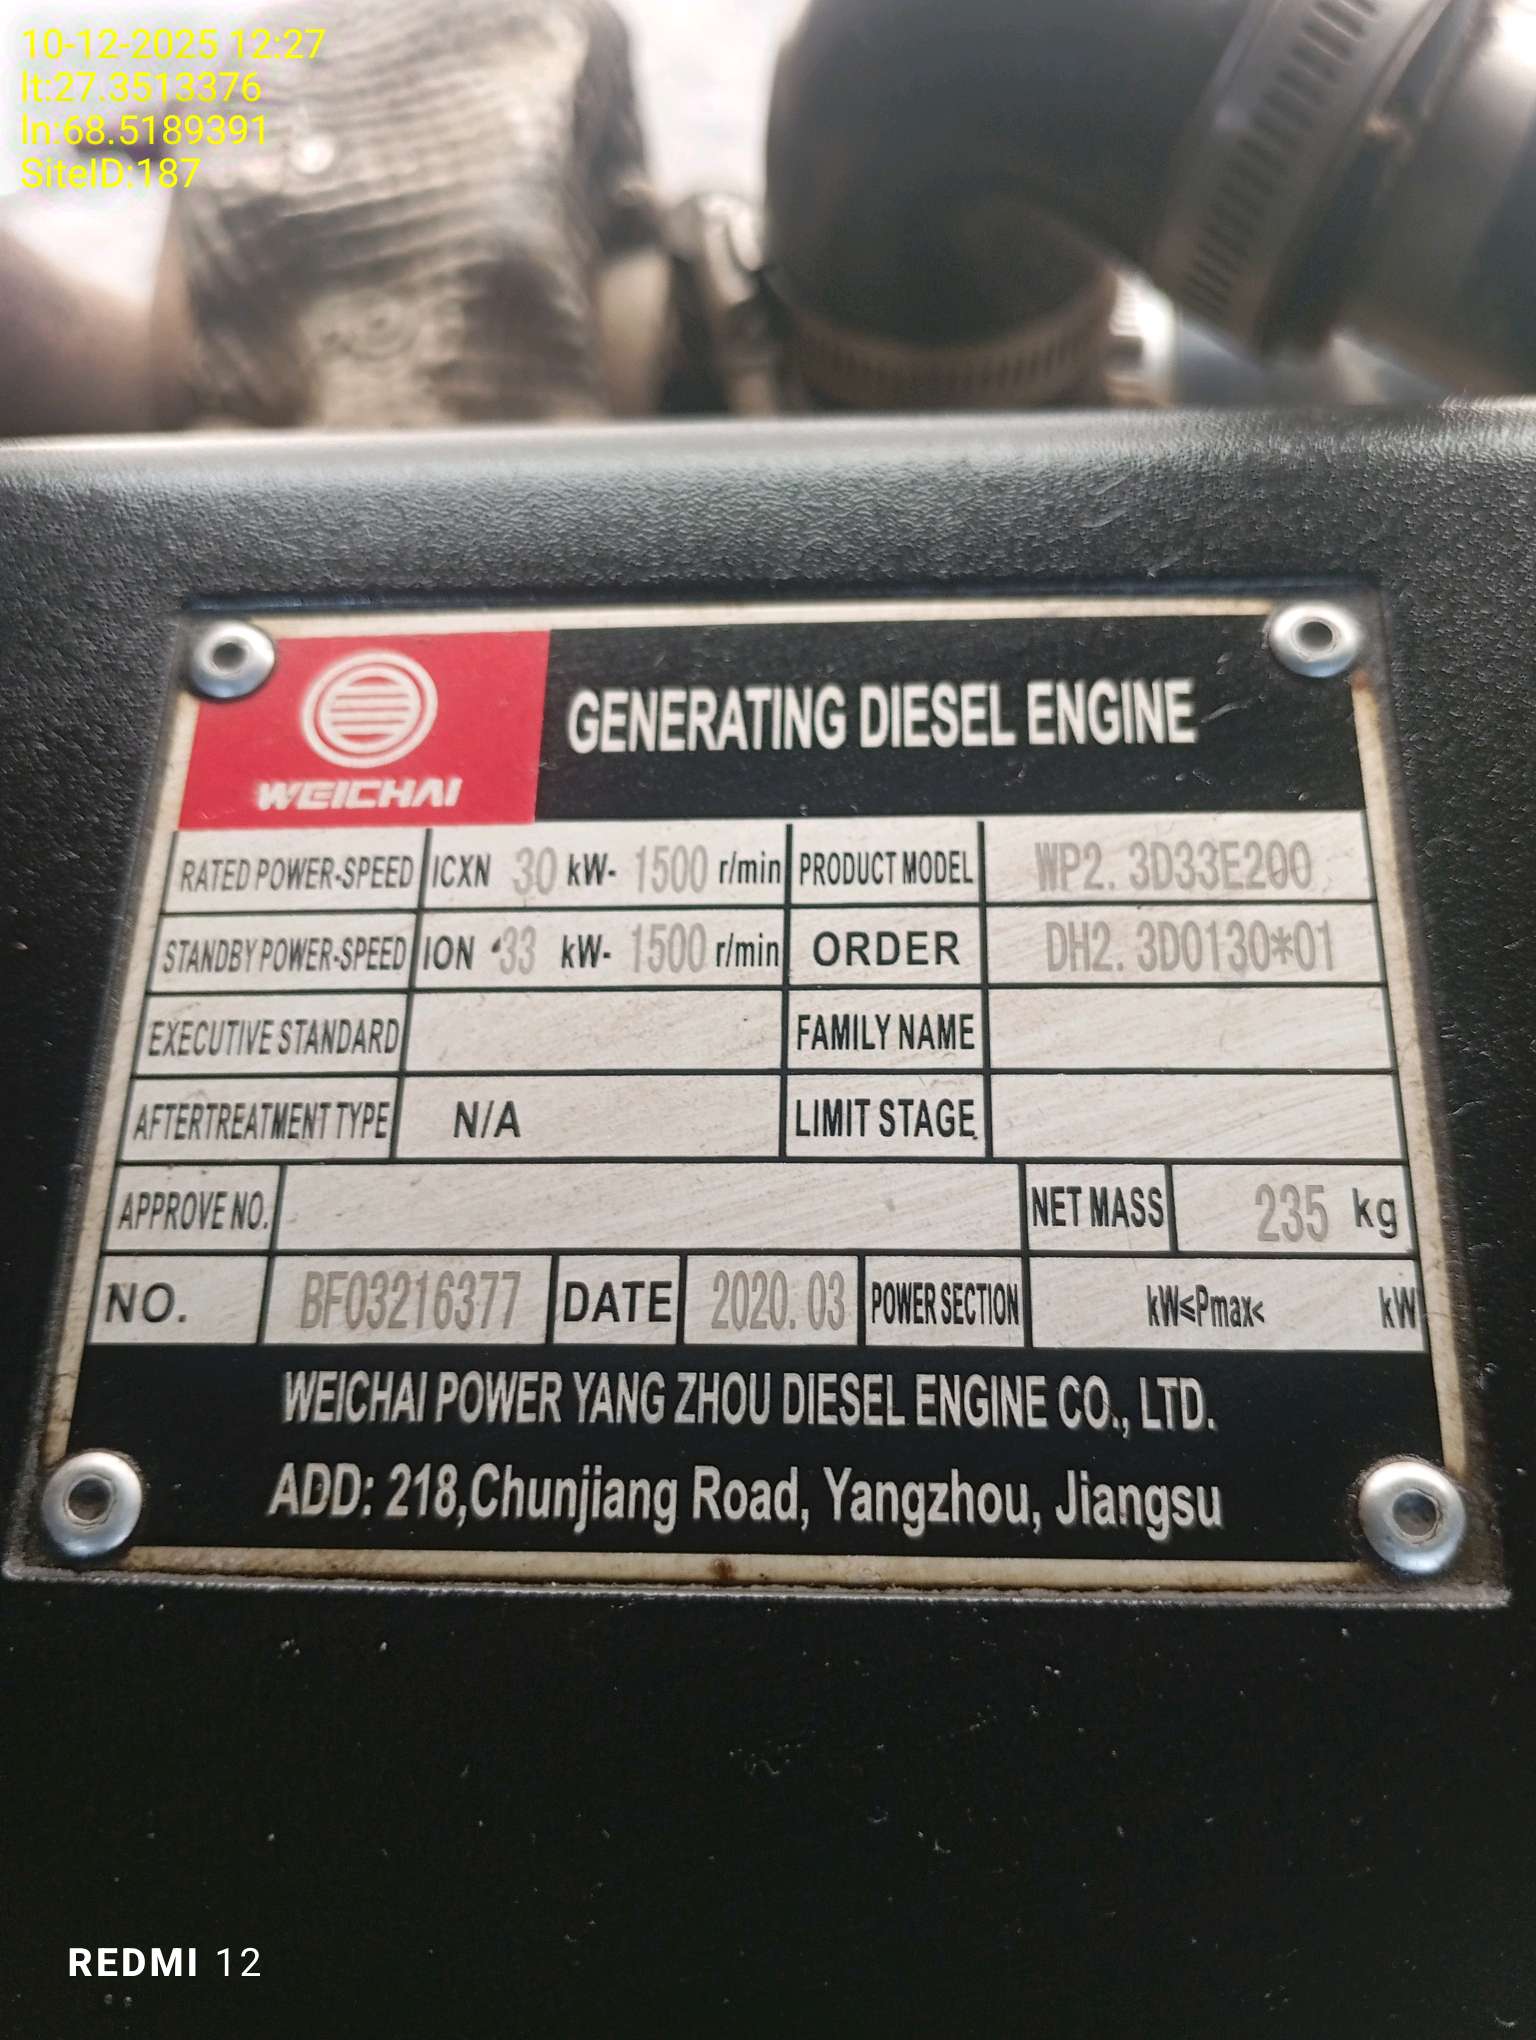 10-12-2025 12:27
lt:27.3513376
ln:68.5189391
SiteID:187
WEICHAI
GENERATING DIESEL ENGINE
RATED POWER-SPEED ICXN 30 kW- 1500 r/min PRODUCT MODEL WP2.3D33E200
STANDBY POWER-SPEED ION 33 kW- 1500 r/min ORDER DH2.3D0130*01
EXECUTIVE STANDARD FAMILY NAME
AFTERTREATMENT TYPE N/A LIMIT STAGE
APPROVE NO. NET MASS 235 kg
NO. BF03216377 DATE 2020.03 POWER SECTION kW≤Pmax< kW
WEICHAI POWER YANG ZHOU DIESEL ENGINE CO., LTD.
ADD: 218,Chunjiang Road, Yangzhou, Jiangsu
REDMI 12